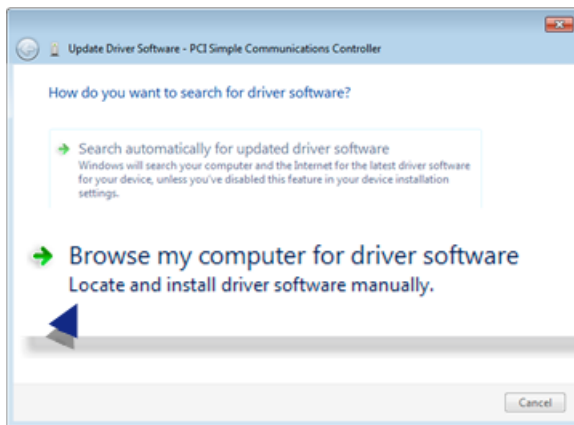 Update Driver Software - PCI Simple Communications Controller
How do you want to search for driver software?
Search automatically for updated driver software
Windows will search your computer and the Internet for the latest driver software
for your device, unless you've disabled this feature in your device installation
settings.
Browse my computer for driver software
Locate and install driver software manually.
Cancel